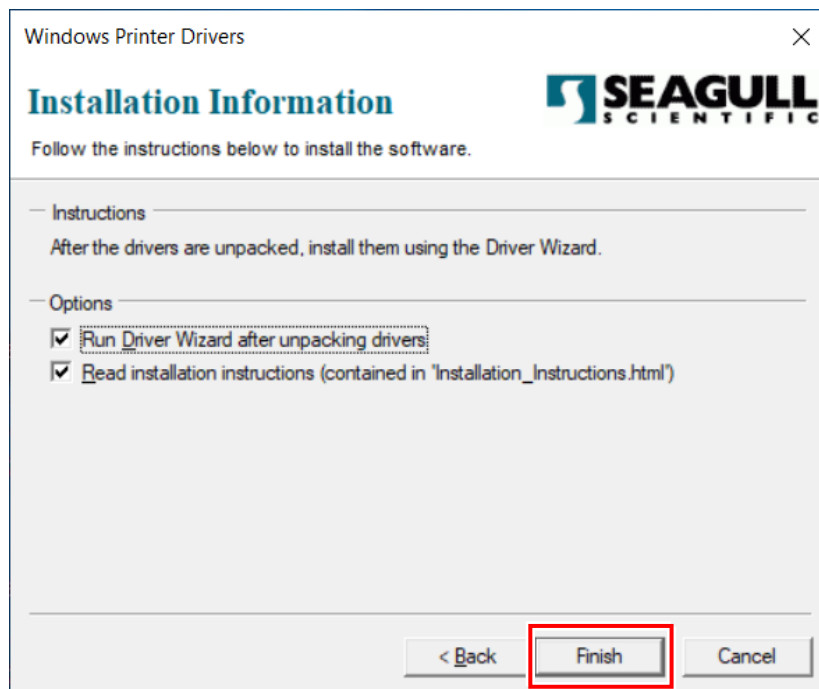 Windows Printer Drivers
Installation Information
SEAGULL
SCIENTIFIC
Follow the instructions below to install the software.
Instructions
After the drivers are unpacked, install them using the Driver Wizard.
Options
Run Driver Wizard after unpacking drivers
Read installation instructions (contained in 'Installation_Instructions.html')
< Back Finish Cancel